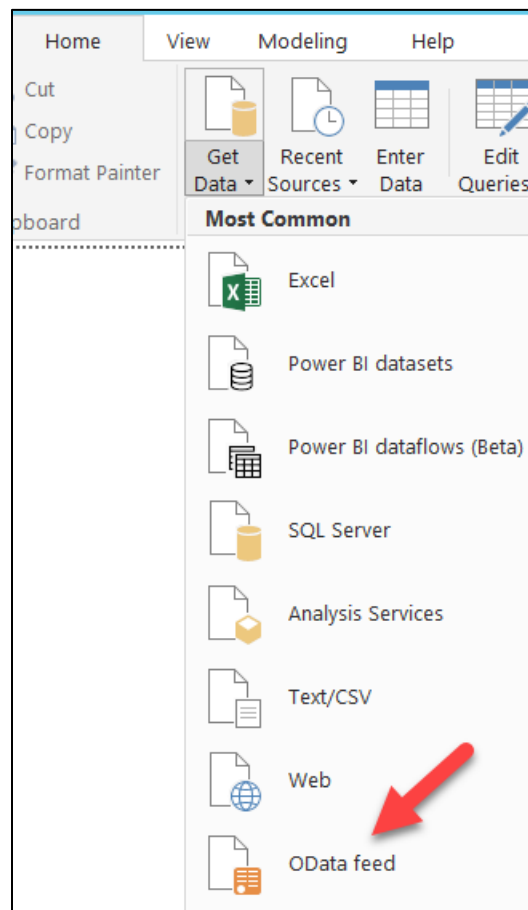 Home View Modeling Help
Cut
Copy
Format Painter
Get Recent Enter Edit
Data Sources Data Queries
Most Common
Excel
Power BI datasets
Power BI dataflows (Beta)
SQL Server
Analysis Services
Text/CSV
Web
OData feed